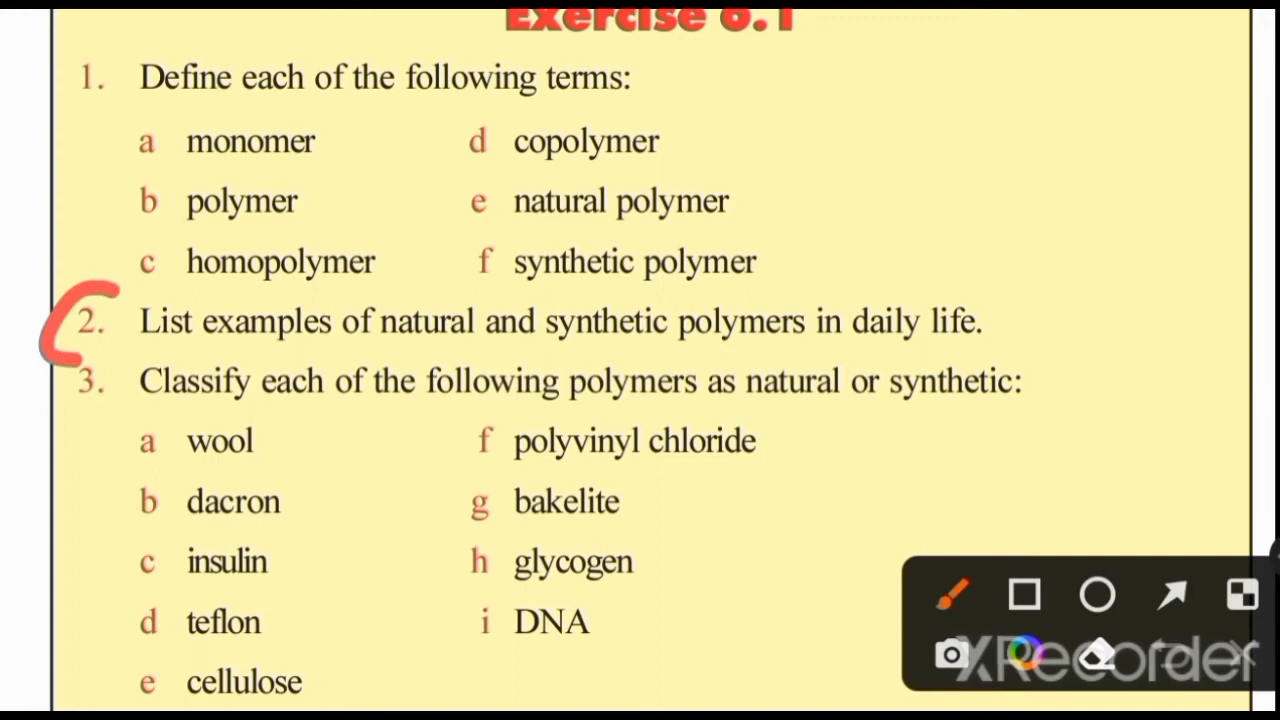 Exercise 6.1
1. Define each of the following terms:
a monomer d copolymer
b polymer e natural polymer
c homopolymer f synthetic polymer
2. List examples of natural and synthetic polymers in daily life.
3. Classify each of the following polymers as natural or synthetic:
a wool f polyvinyl chloride
b dacron g bakelite
c insulin h glycogen
d teflon i DNA
e cellulose
XRecorder